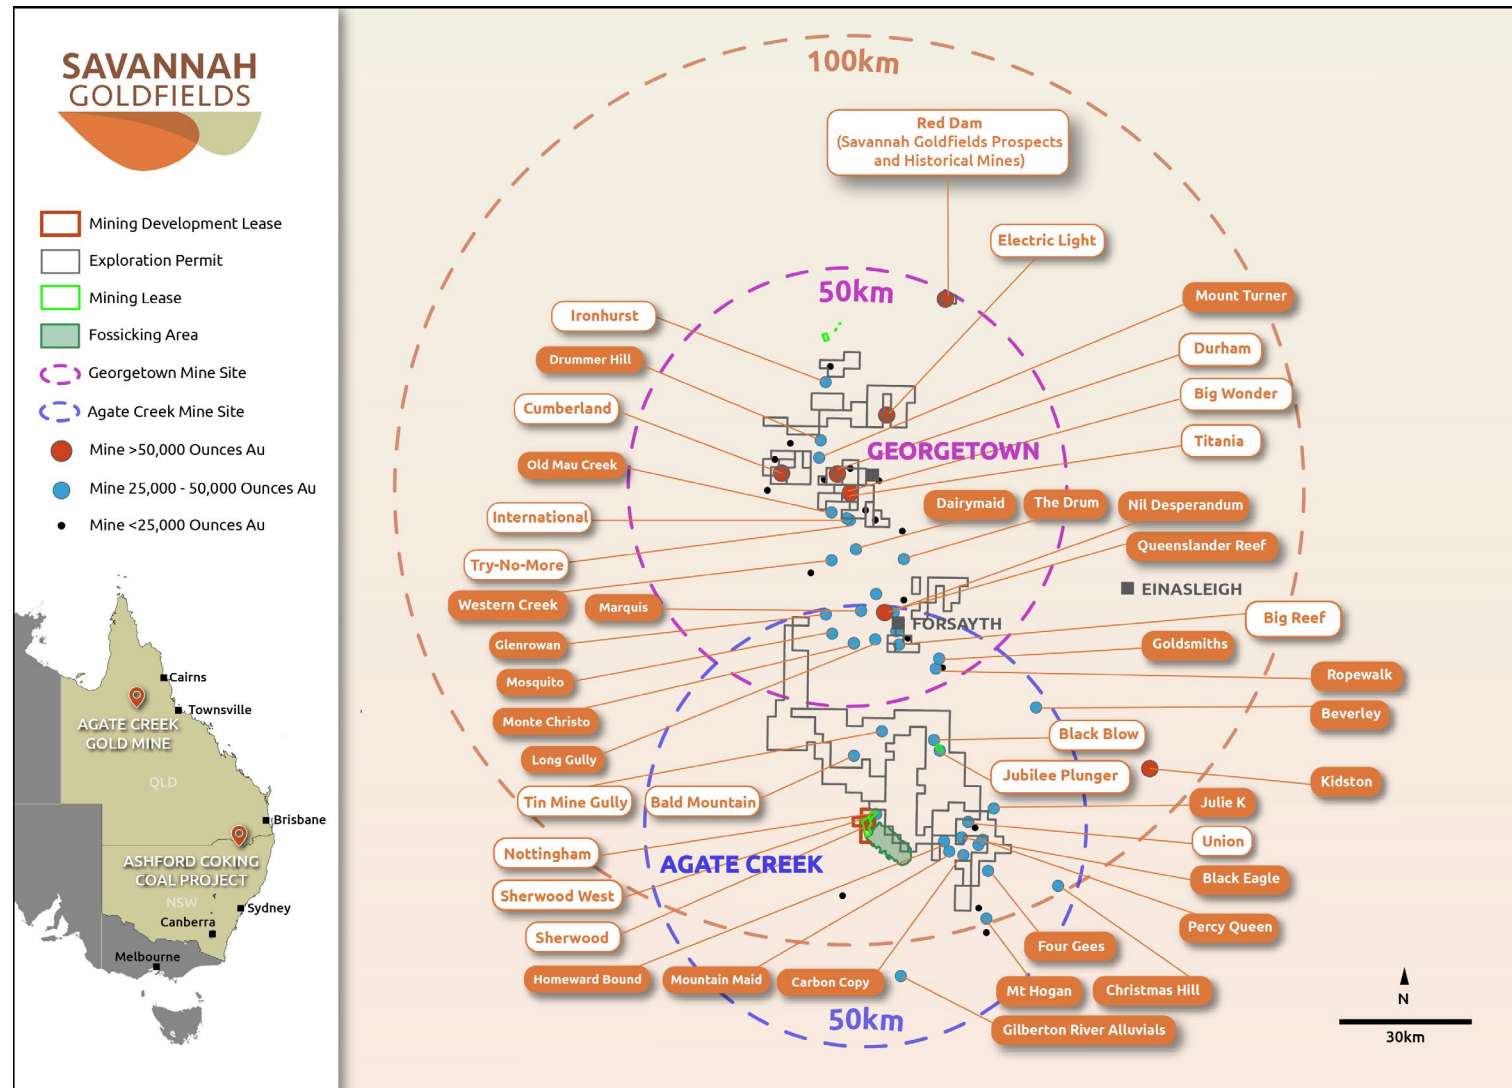 SAVANNAH
GOLDFIELDS
Mining Development Lease
Exploration Permit
Mining Lease
Fossicking Area
Georgetown Mine Site
Agate Creek Mine Site
Mine >50,000 Ounces Au
Mine 25,000 - 50,000 Ounces Au
Mine <25,000 Ounces Au
Cairns
Townsville
AGATE CREEK
GOLD MINE
QLD
Brisbane
ASHFORD COKING
COAL PROJECT
NSW
Sydney
Canberra
Melbourne
100km
Red Dam
(Savannah Goldfields Prospects
and Historical Mines)
Electric Light
50km
Mount Turner
Ironhurst
Durham
Drummer Hill
Big Wonder
Cumberland
Titania
GEORGETOWN
Old Mau Creek
Dairymaid
The Drum
Nil Desperandum
International
Queenslander Reef
Try-No-More
EINASLEIGH
Western Creek
Marquis
FORSAYTH
Big Reef
Glenrowan
Goldsmiths
Mosquito
Ropewalk
Monte Christo
Beverley
Black Blow
Long Gully
Jubilee Plunger
Kidston
Tin Mine Gully
Bald Mountain
Julie K
Union
Nottingham
AGATE CREEK
Black Eagle
Sherwood West
Percy Queen
Sherwood
Four Gees
Homeward Bound
Mountain Maid
Carbon Copy
Mt Hogan
Christmas Hill
50km
Gilberton River Alluvials
N
30km